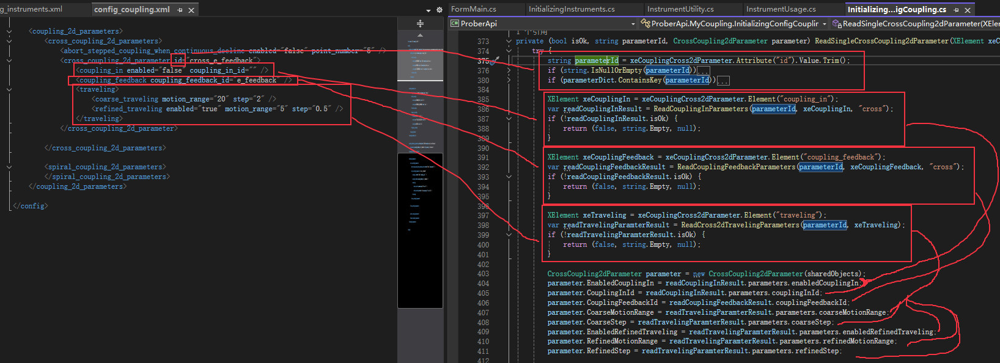 g_instruments.xml
config_coupling.xml
<coupling_2d_parameters>
<cross_coupling_2d_parameters>
<abort_stepped_coupling_when_continuous_decline enabled="false" point_number="5" />
<cross_coupling_2d_parameter id="cross_e_feedback">
<coupling_in enabled="false" coupling_in_id="" />
<coupling_feedback coupling_feedback_id="e_feedback" />
<traveling>
<coarse_traveling motion_range="20" step="2" />
<refined_traveling enabled="true" motion_range="5" step="0.5" />
</traveling>
</cross_coupling_2d_parameter>
</cross_coupling_2d_parameters>
<spiral_coupling_2d_parameters>
</spiral_coupling_2d_parameters>
</coupling_2d_parameters>
</config>
FormMain.cs
InitializingInstruments.cs
InstrumentUtility.cs
InstrumentUsage.cs
Initializing...igCoupling.cs
C# ProberApi
ProberApi.MyCoupling.InitializingConfigCouplir
ReadSingleCrossCoupling2dParameter(XElem
373 private (bool isOk, string parameterId, CrossCoupling2dParameter parameter) ReadSingleCrossCoupling2dParameter(XElement xeC
374 try {
375 string parameterId = xeCouplingCross2dParameter.Attribute("id").Value.Trim();
376 if (string.IsNullOrEmpty(parameterId))...
380 if (parameterDict.ContainsKey(parameterId))...
384
385 XElement xeCouplingIn = xeCouplingCross2dParameter.Element("coupling_in");
386 var readCouplingInResult = ReadCouplingInParameters(parameterId, xeCouplingIn, "cross");
387 if (!readCouplingInResult.isOk) {
388 return (false, string.Empty, null);
389 }
390
391 XElement xeCouplingFeedback = xeCouplingCross2dParameter.Element("coupling_feedback");
392 var readCouplingFeedbackResult = ReadCouplingFeedbackParameters(parameterId, xeCouplingFeedback, "cross");
393 if (!readCouplingFeedbackResult.isOk) {
394 return (false, string.Empty, null);
395 }
396
397 XElement xeTraveling = xeCouplingCross2dParameter.Element("traveling");
398 var readTravelingParamterResult = ReadCross2dTravelingParameters(parameterId, xeTraveling);
399 if (!readTravelingParamterResult.isOk) {
400 return (false, string.Empty, null);
401 }
402
403 CrossCoupling2dParameter parameter = new CrossCoupling2dParameter(sharedObjects);
404 parameter.EnabledCouplingIn = readCouplingInResult.parameters.enabledCouplingIn;
405 parameter.CouplingInId = readCouplingInResult.parameters.couplingInId;
406 parameter.CouplingFeedbackId = readCouplingFeedbackResult.couplingFeedbackId;
407 parameter.CoarseMotionRange = readTravelingParamterResult.parameters.coarseMotionRange;
408 parameter.CoarseStep = readTravelingParamterResult.parameters.coarseStep;
409 parameter.EnabledRefinedTraveling = readTravelingParamterResult.parameters.enabledRefinedTraveling;
410 parameter.RefinedMotionRange = readTravelingParamterResult.parameters.refinedMotionRange;
411 parameter.RefinedStep = readTravelingParamterResult.parameters.refinedStep;
412